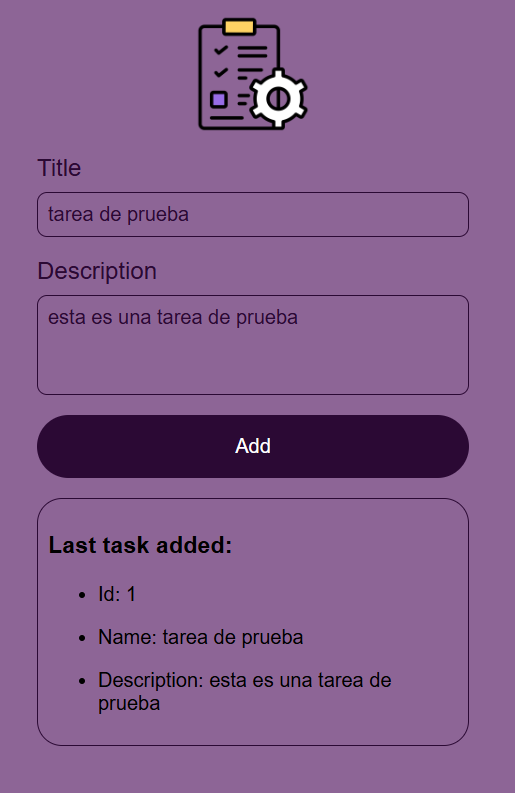 Title
tarea de prueba
Description
esta es una tarea de prueba
Add
Last task added:
Id: 1
Name: tarea de prueba
Description: esta es una tarea de
prueba